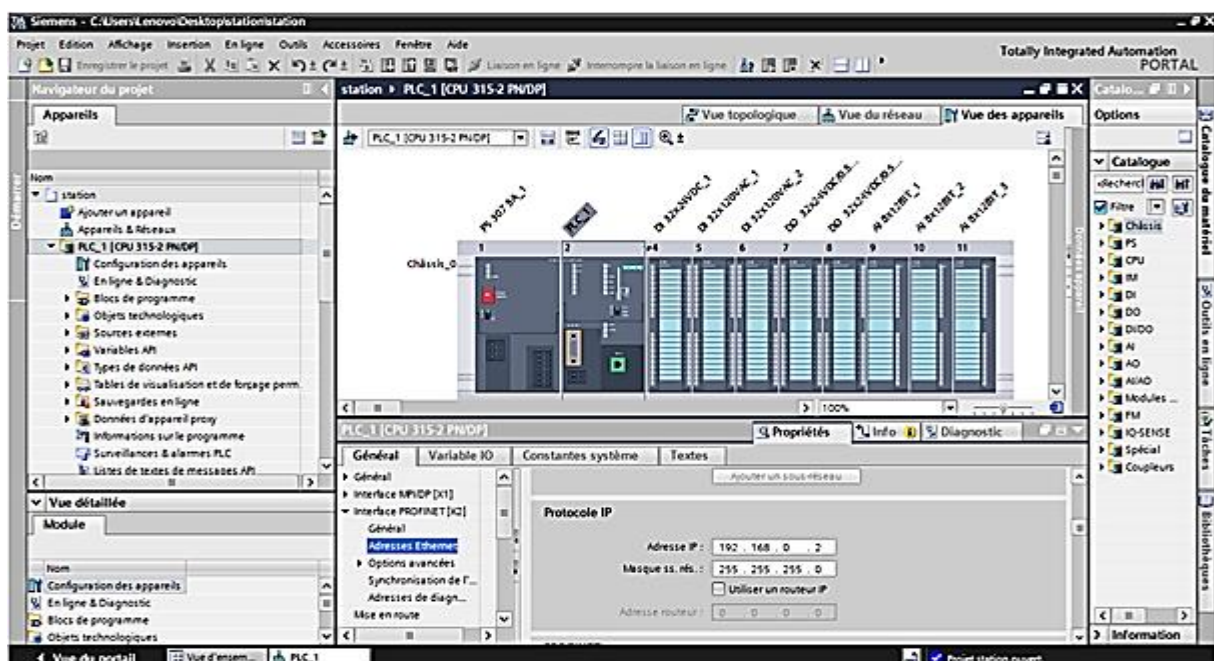 Siemens - C:\Users\Lenovo\Desktop\station\station
Projet Edition Affichage Insertion En ligne Outils Accessoires Fenêtre Aide
Enregistrer le projet
Liaison en ligne
Interrompre la liaison en ligne
Totally Integrated Automation
PORTAL
Navigateur du projet
Appareils
Nom
station
Ajouter un appareil
Appareils & Réseaux
PLC_1 [CPU 315-2 PN/DP]
Configuration des appareils
En ligne & Diagnostic
Blocs de programme
Objets technologiques
Sources externes
Variables API
Types de données API
Tables de visualisation et de forçage perm.
Sauvegardes en ligne
Données d'appareil proxy
Informations sur le programme
Surveillances & alarmes PLC
Listes de textes de messages API
Vue détaillée
Module
Nom
Configuration des appareils
En ligne & Diagnostic
Blocs de programme
Objets technologiques
Démarrer
station PLC_1 [CPU 315-2 PN/DP]
Vue topologique
Vue du réseau
Vue des appareils
PLC_1 [CPU 315-2 PN/DP]
PS 307 5A_1
PLC_1
DI 32x24VDC_1
DI 32x120VAC_1
DI 32x120VAC_2
DO 32x24VDC/0.5...
DO 32x24VDC/0.5...
AI 8x12BIT_1
AI 8x12BIT_2
AI 8x12BIT_3
1 2 4 5 6 7 8 9 10 11
Châssis_0
100%
PLC_1 [CPU 315-2 PN/DP]
Propriétés
Info
Diagnostic
Général
Variable IO
Constantes système
Textes
Général
Interface MPI/DP [X1]
Interface PROFINET [X2]
Général
Adresses Ethernet
Options avancées
Synchronisation de l'...
Adresses de diagn...
Mise en route
Ajouter un sous-réseau
Protocole IP
Adresse IP : 192 . 168 . 0 . 2
Masque ss. rés. : 255 . 255 . 255 . 0
Utiliser un routeur IP
Adresse routeur : 0 . 0 . 0 . 0
Catalo...
Options
Catalogue
<Recherch
Filtre
Châssis
PS
CPU
IM
DI
DO
DI/DO
AI
AO
AI/AO
Modules ...
FM
IO-SENSE
Spécial
Coupleurs
Information
Catalogue du matériel
Outils en ligne
Tâches
Bibliothèques
Vue du portail
Vue d'ensem...
PLC_1
Projet station ouvert.